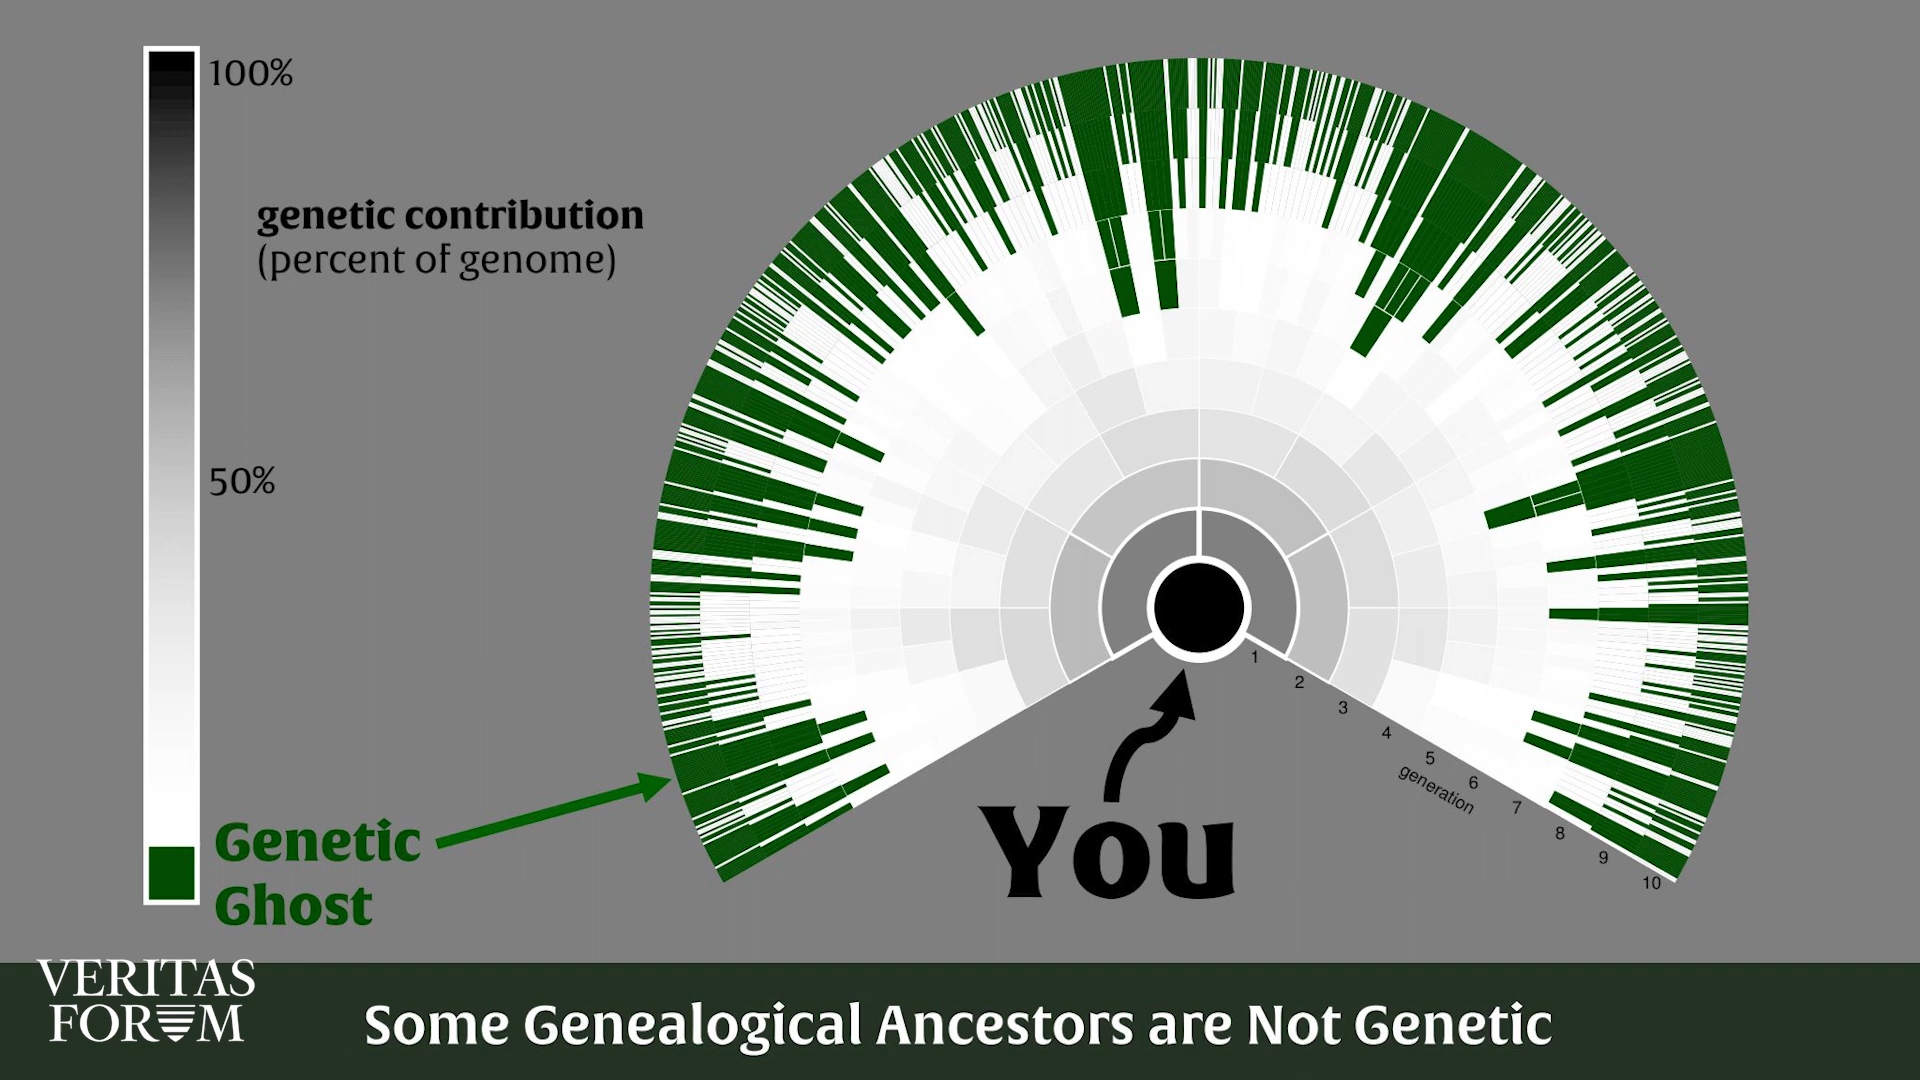 100%
genetic contribution
(percent of genome)
50%
Genetic
Ghost
You
1
2
3
4
5
6
7
8
9
10
generation
VERITAS
FORUM
Some Genealogical Ancestors are Not Genetic